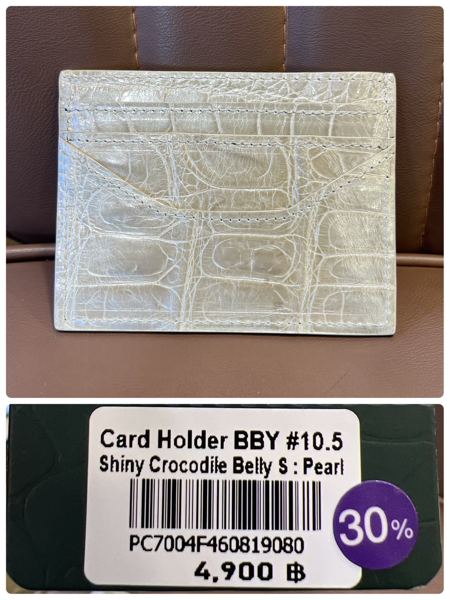 Card Holder BBY #10.5
Shiny Crocodile Belly S : Pearl
PC7004F460819080
4,900 ฿
30%